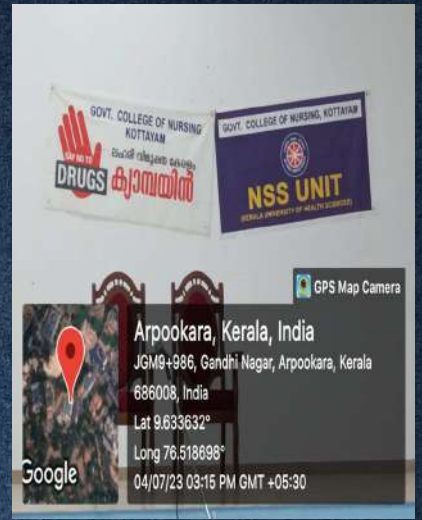 GOVT. COLLEGE OF NURSING
KOTTAYAM
ലഹരി വിമുക്ത കേരളം
SAY NO TO
DRUGS ക്യാമ്പയിൻ
GOVT. COLLEGE OF NURSING, KOTTAYAM
NSS UNIT
(KERALA UNIVERSITY OF HEALTH SCIENCES)
GPS Map Camera
Arpookara, Kerala, India
JGM9+986, Gandhi Nagar, Arpookara, Kerala
686008, India
Lat 9.633632°
Long 76.518698°
04/07/23 03:15 PM GMT +05:30
Google